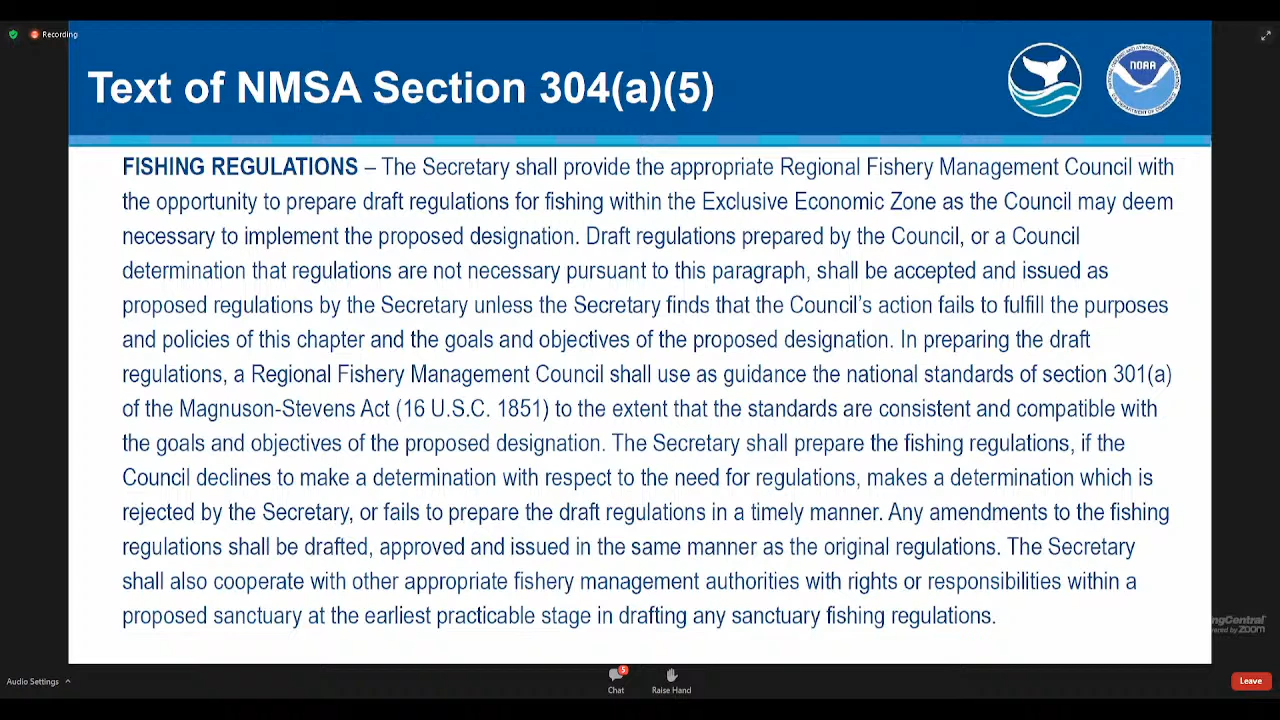 Recording
Text of NMSA Section 304(a)(5)
NOAA
FISHING REGULATIONS – The Secretary shall provide the appropriate Regional Fishery Management Council with
the opportunity to prepare draft regulations for fishing within the Exclusive Economic Zone as the Council may deem
necessary to implement the proposed designation. Draft regulations prepared by the Council, or a Council
determination that regulations are not necessary pursuant to this paragraph, shall be accepted and issued as
proposed regulations by the Secretary unless the Secretary finds that the Council's action fails to fulfill the purposes
and policies of this chapter and the goals and objectives of the proposed designation. In preparing the draft
regulations, a Regional Fishery Management Council shall use as guidance the national standards of section 301(a)
of the Magnuson-Stevens Act (16 U.S.C. 1851) to the extent that the standards are consistent and compatible with
the goals and objectives of the proposed designation. The Secretary shall prepare the fishing regulations, if the
Council declines to make a determination with respect to the need for regulations, makes a determination which is
rejected by the Secretary, or fails to prepare the draft regulations in a timely manner. Any amendments to the fishing
regulations shall be drafted, approved and issued in the same manner as the original regulations. The Secretary
shall also cooperate with other appropriate fishery management authorities with rights or responsibilities within a
proposed sanctuary at the earliest practicable stage in drafting any sanctuary fishing regulations.
ngCentral
ered by zoom
Audio Settings
5
Chat
Raise Hand
Leave